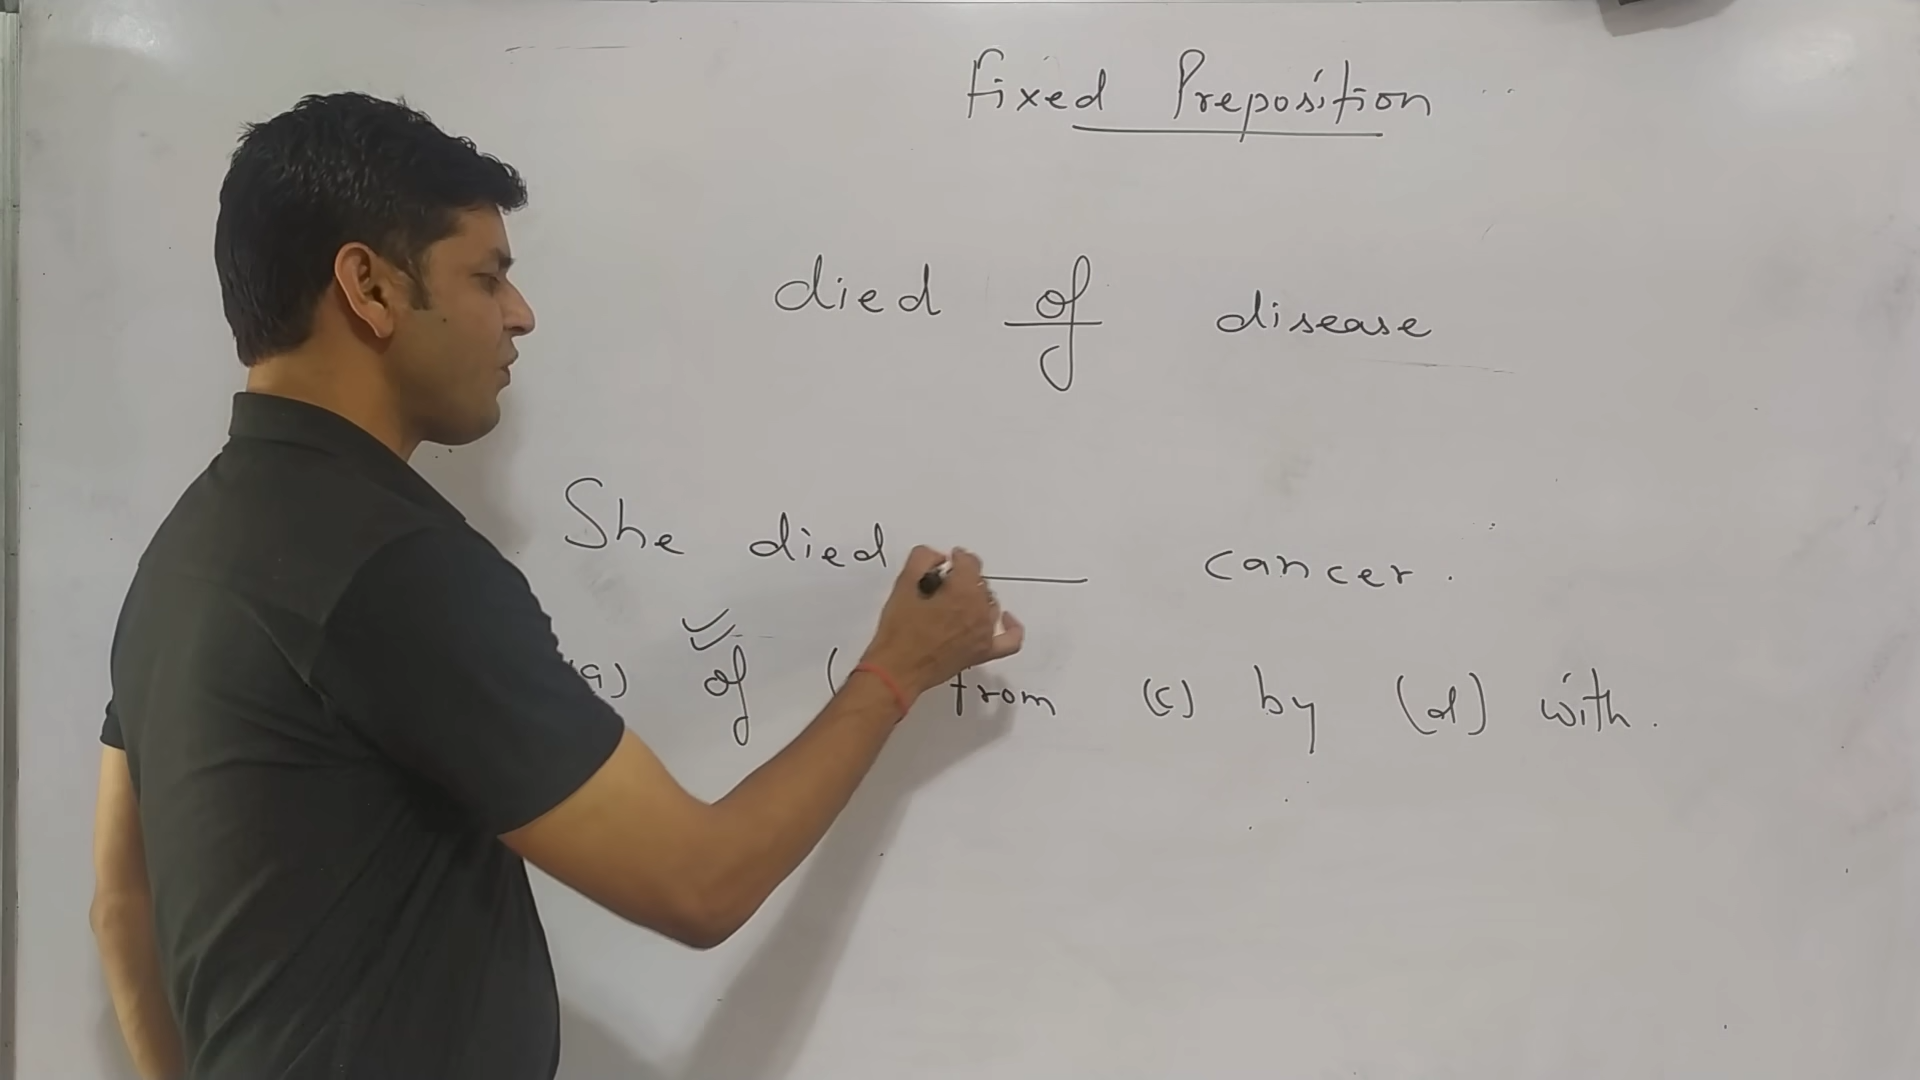 Fixed Preposition
died of disease
She died ____ cancer.
(a) of ( from (c) by (d) with.